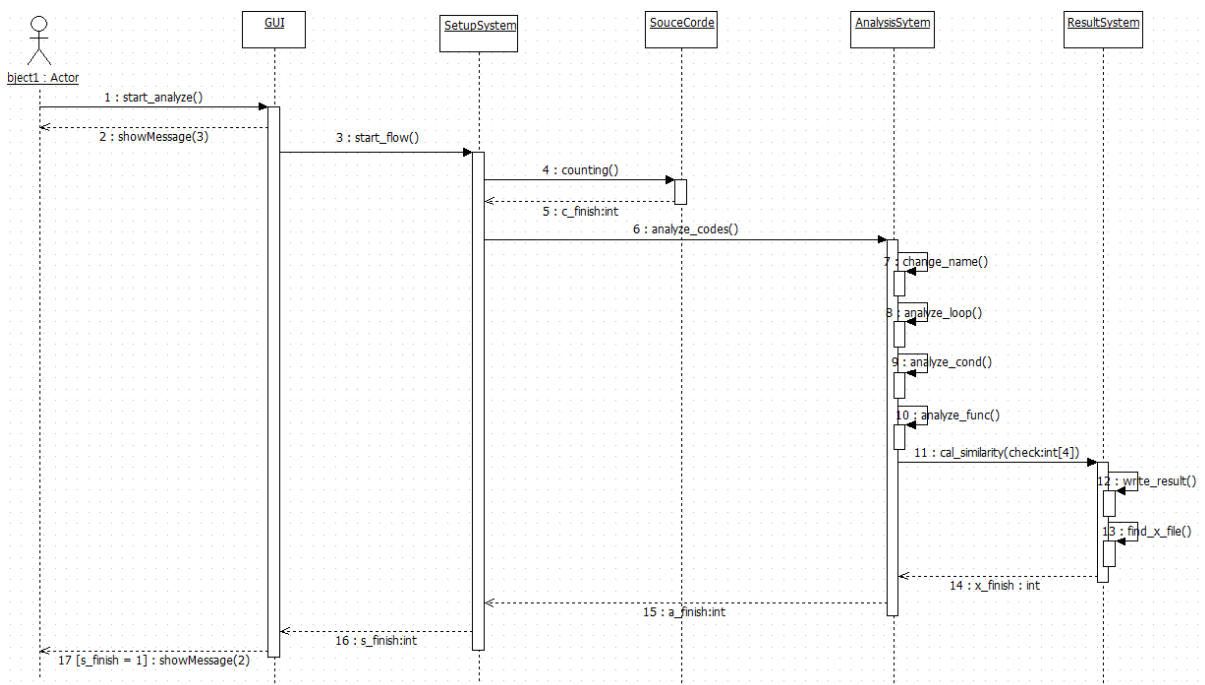 GUI
SetupSystem
SouceCorde
AnalysisSytem
ResultSystem
bject1 : Actor
1 : start_analyze()
2 : showMessage(3)
3 : start_flow()
4 : counting()
5 : c_finish:int
6 : analyze_codes()
7 : change_name()
8 : analyze_loop()
9 : analyze_cond()
10 : analyze_func()
11 : cal_similarity(check:int[4])
12 : write_result()
13 : find_x_file()
14 : x_finish : int
15 : a_finish:int
16 : s_finish:int
17 [s_finish = 1] : showMessage(2)